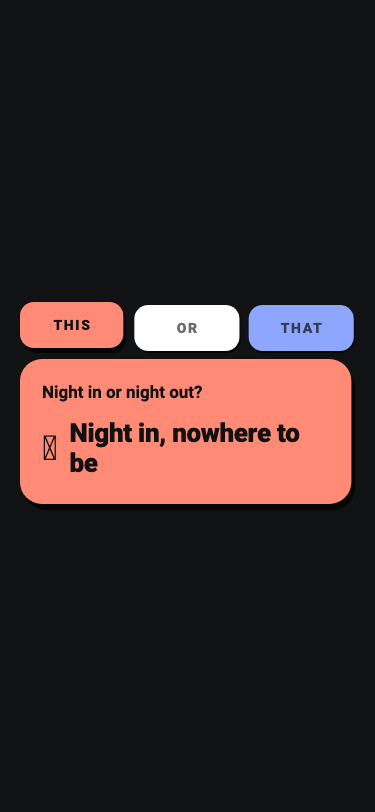 THIS
OR
THAT
Night in or night out?
Night in, nowhere to
be